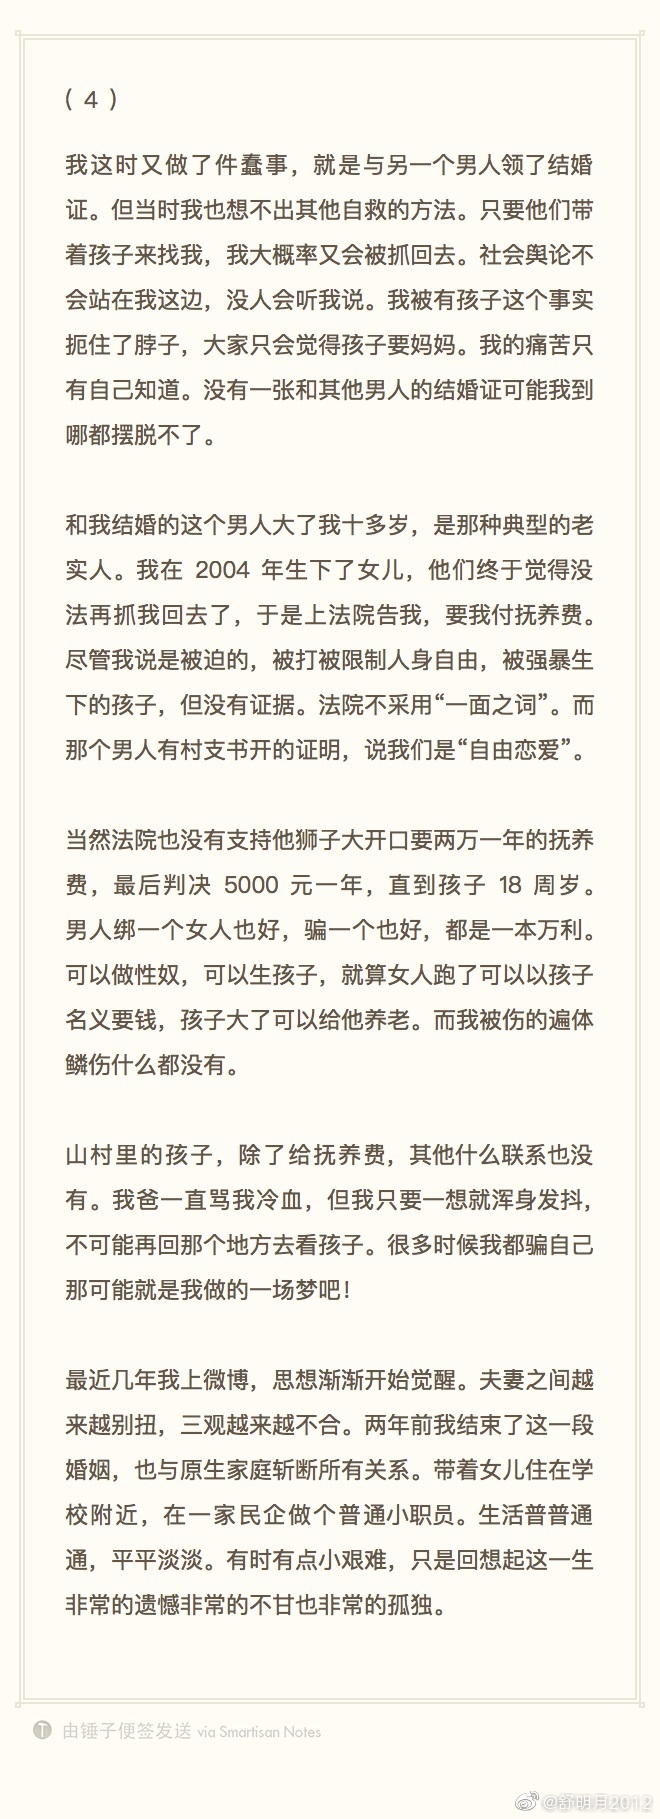 （4）
我这时又做了件蠢事，就是与另一个男人领了结婚
证。但当时我也想不出其他自救的方法。只要他们带
着孩子来找我，我大概率又会被抓回去。社会舆论不
会站在我这边，没人会听我说。我被有孩子这个事实
扼住了脖子，大家只会觉得孩子要妈妈。我的痛苦只
有自己知道。没有一张和其他男人的结婚证可能我到
哪都摆脱不了。
和我结婚的这个男人大了我十多岁，是那种典型的老
实人。我在 2004 年生下了女儿，他们终于觉得没
法再抓我回去了，于是上法院告我，要我付抚养费。
尽管我说是被迫的，被打被限制人身自由，被强暴生
下的孩子，但没有证据。法院不采用“一面之词”。而
那个男人有村支书开的证明，说我们是“自由恋爱”。
当然法院也没有支持他狮子大开口要两万一年的抚养
费，最后判决 5000 元一年，直到孩子 18 周岁。
男人绑一个女人也好，骗一个也好，都是一本万利。
可以做性奴，可以生孩子，就算女人跑了可以以孩子
名义要钱，孩子大了可以给他养老。而我被伤的遍体
鳞伤什么都没有。
山村里的孩子，除了给抚养费，其他什么联系也没
有。我爸一直骂我冷血，但我只要一想就浑身发抖，
不可能再回那个地方去看孩子。很多时候我都骗自己
那可能就是我做的一场梦吧！
最近几年我上微博，思想渐渐开始觉醒。夫妻之间越
来越别扭，三观越来越不合。两年前我结束了这一段
婚姻，也与原生家庭斩断所有关系。带着女儿住在学
校附近，在一家民企做个普通小职员。生活普普通
通，平平淡淡。有时有点小艰难，只是回想起这一生
非常的遗憾非常的不甘也非常的孤独。
由锤子便签发送 via Smartisan Notes
@舒明月2012